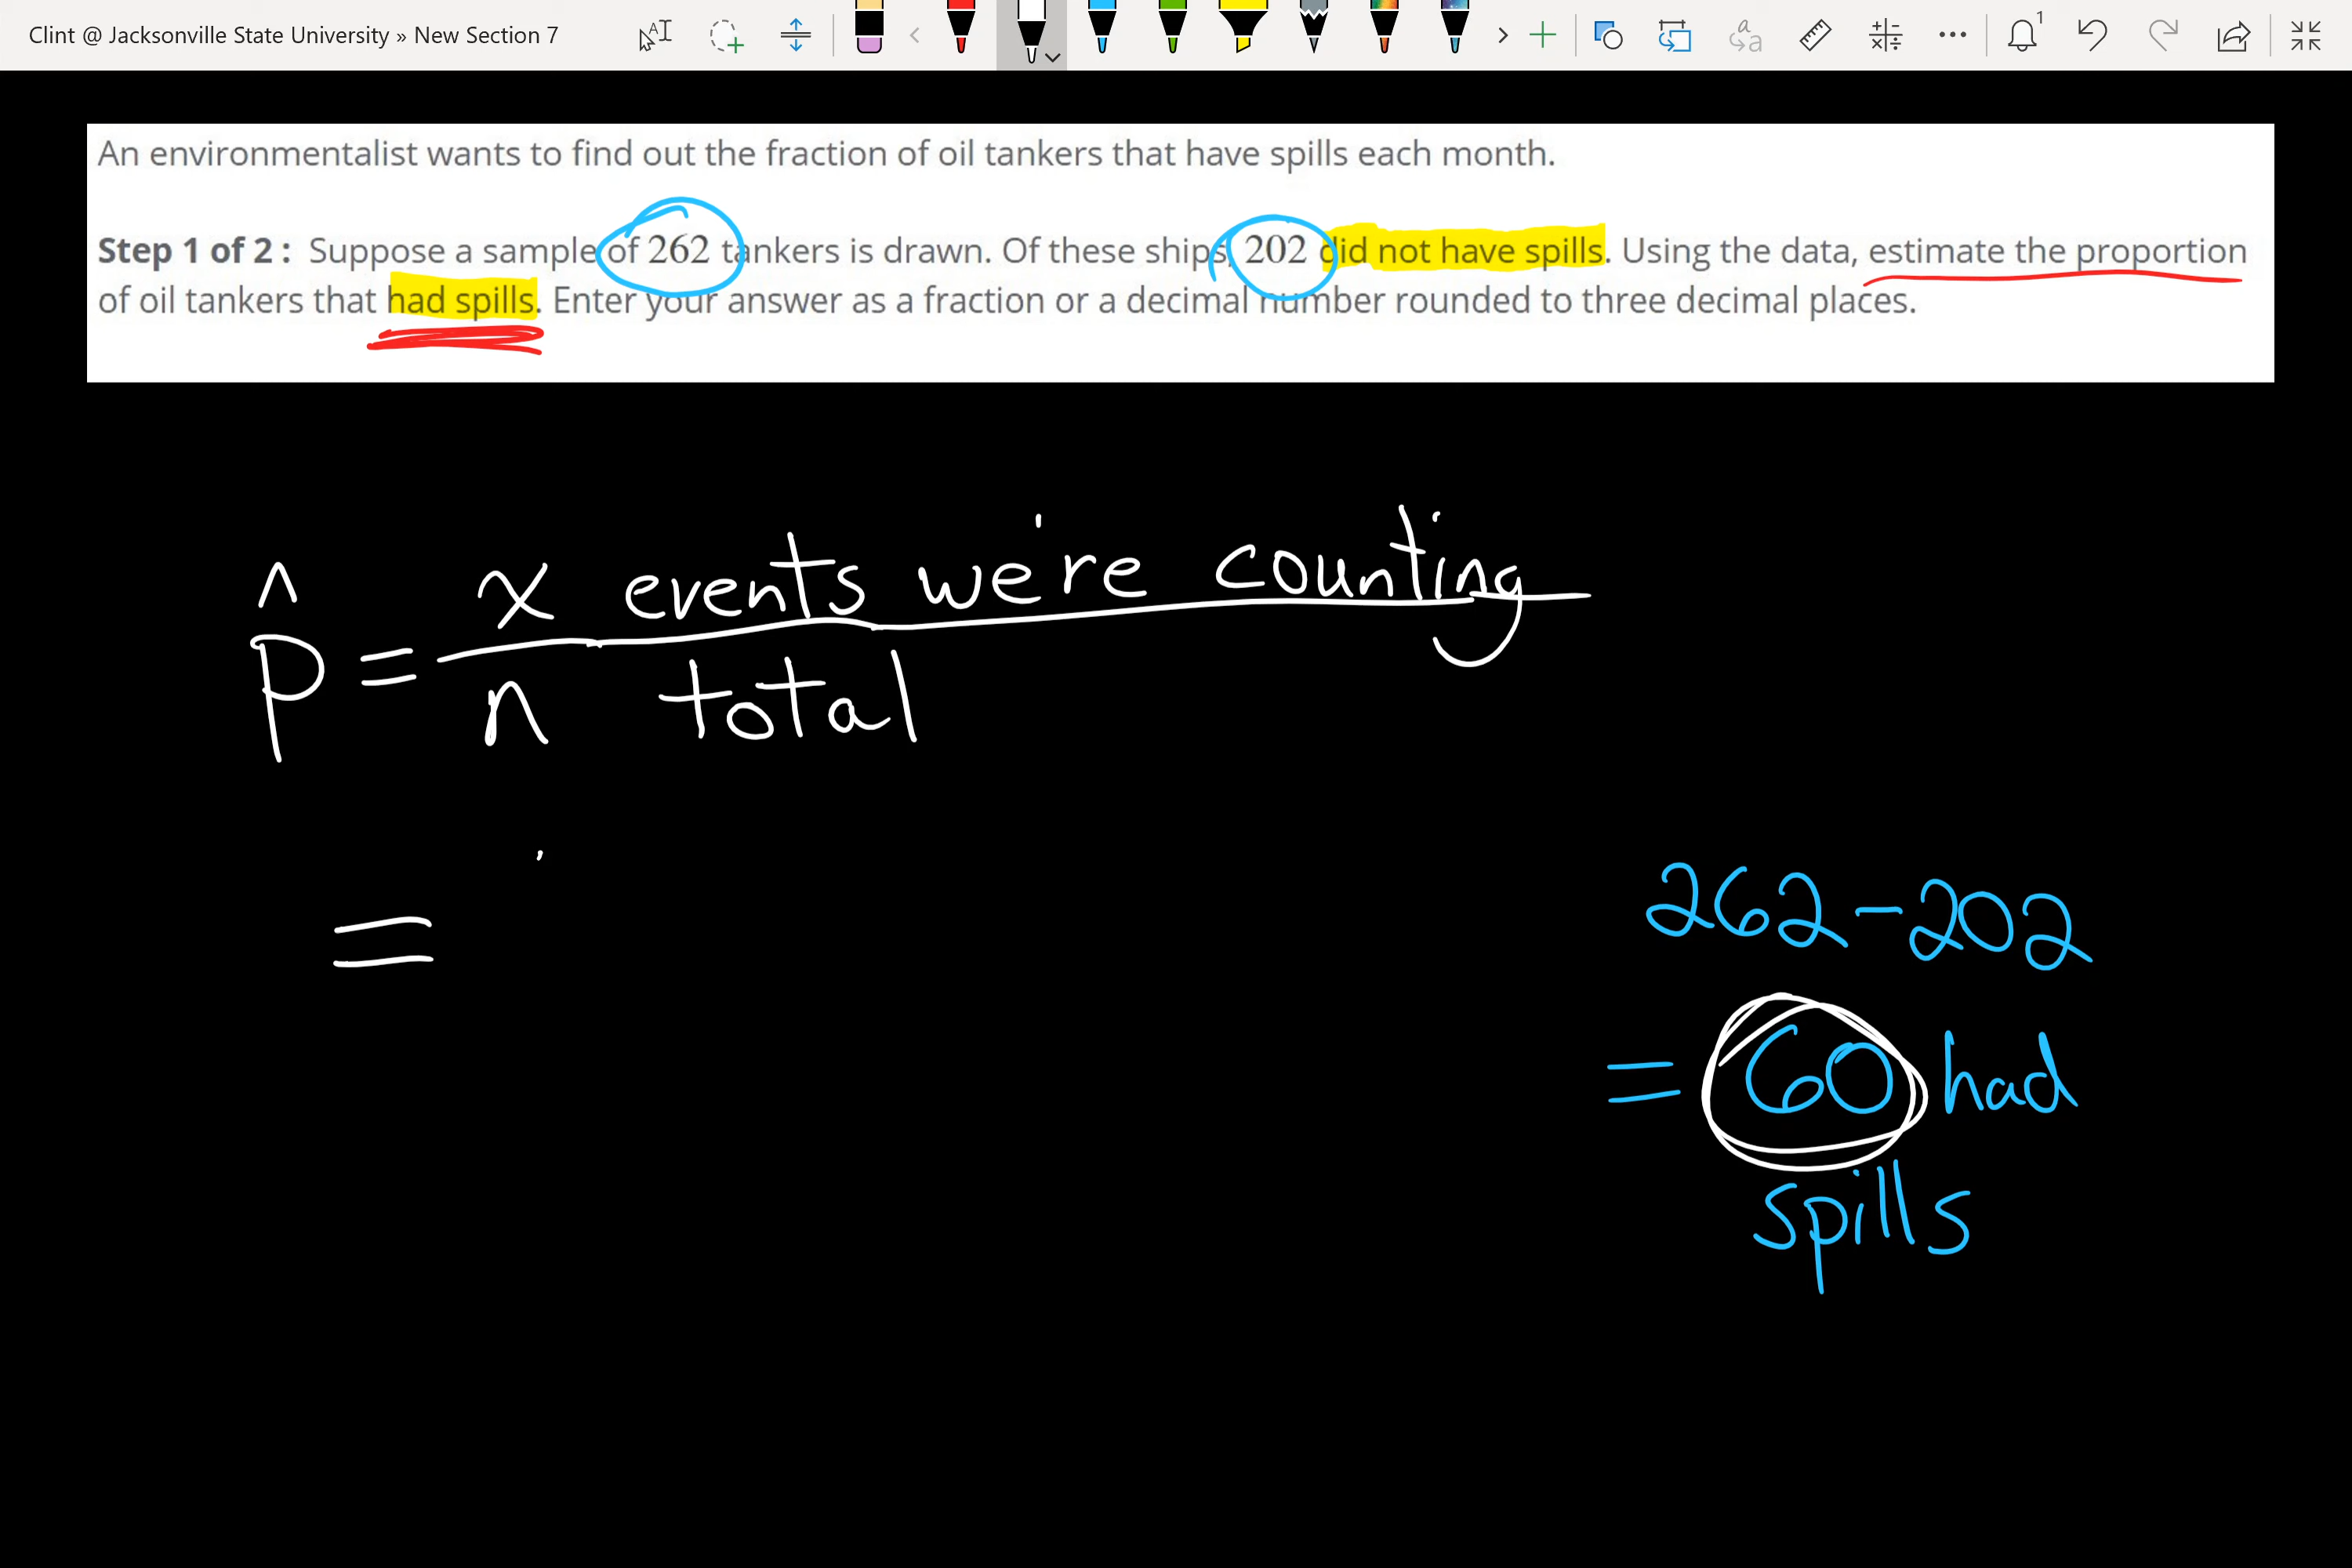 Clint @ Jacksonville State University » New Section 7
An environmentalist wants to find out the fraction of oil tankers that have spills each month.
Step 1 of 2 : Suppose a sample of 262 tankers is drawn. Of these ships, 202 did not have spills. Using the data, estimate the proportion
of oil tankers that had spills. Enter your answer as a fraction or a decimal number rounded to three decimal places.
p̂ = x events we're counting
n total
=
262-202
= 60 had
spills